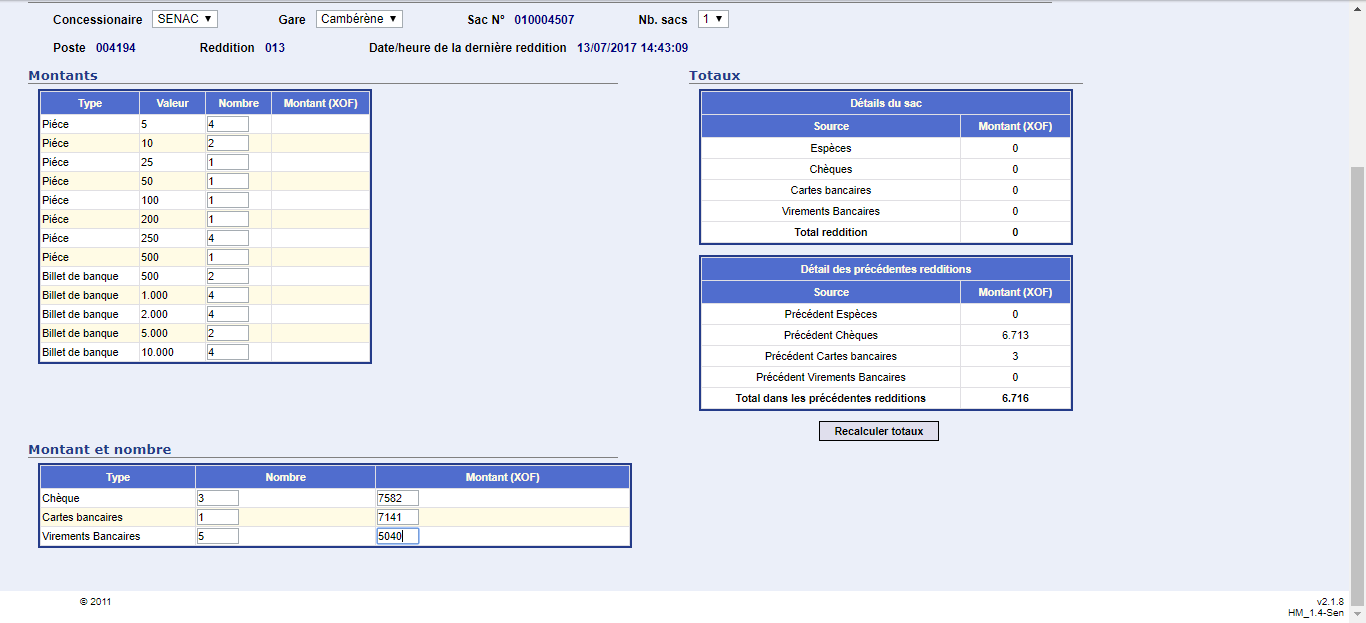 Concessionaire SENAC Gare Cambérène Sac N° 010004507 Nb. sacs 1
Poste 004194 Reddition 013 Date/heure de la dernière reddition 13/07/2017 14:43:09
Montants
Type Valeur Nombre Montant (XOF)
Piéce 5 4
Piéce 10 2
Piéce 25 1
Piéce 50 1
Piéce 100 1
Piéce 200 1
Piéce 250 4
Piéce 500 1
Billet de banque 500 2
Billet de banque 1.000 4
Billet de banque 2.000 4
Billet de banque 5.000 2
Billet de banque 10.000 4
Totaux
Détails du sac
Source Montant (XOF)
Espèces 0
Chèques 0
Cartes bancaires 0
Virements Bancaires 0
Total reddition 0
Détail des précédentes redditions
Source Montant (XOF)
Précédent Espèces 0
Précédent Chèques 6.713
Précédent Cartes bancaires 3
Précédent Virements Bancaires 0
Total dans les précédentes redditions 6.716
Recalculer totaux
Montant et nombre
Type Nombre Montant (XOF)
Chèque 3 7582
Cartes bancaires 1 7141
Virements Bancaires 5 5040
© 2011
v2.1.8
HM_1.4-Sen